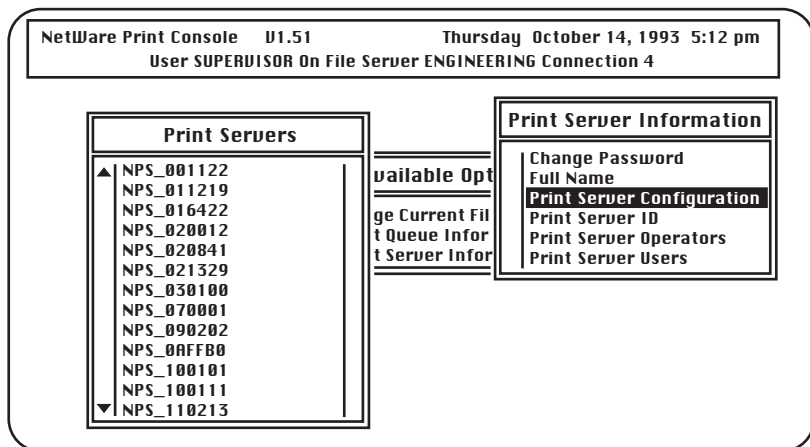 NetWare Print Console V1.51 Thursday October 14, 1993 5:12 pm
User SUPERVISOR On File Server ENGINEERING Connection 4
Print Servers
NPS_001122
NPS_011219
NPS_016422
NPS_020012
NPS_020841
NPS_021329
NPS_030100
NPS_070001
NPS_090202
NPS_0AFFB0
NPS_100101
NPS_100111
NPS_110213
vailable Opt
ge Current Fil
t Queue Infor
t Server Infor
Print Server Information
Change Password
Full Name
Print Server Configuration
Print Server ID
Print Server Operators
Print Server Users